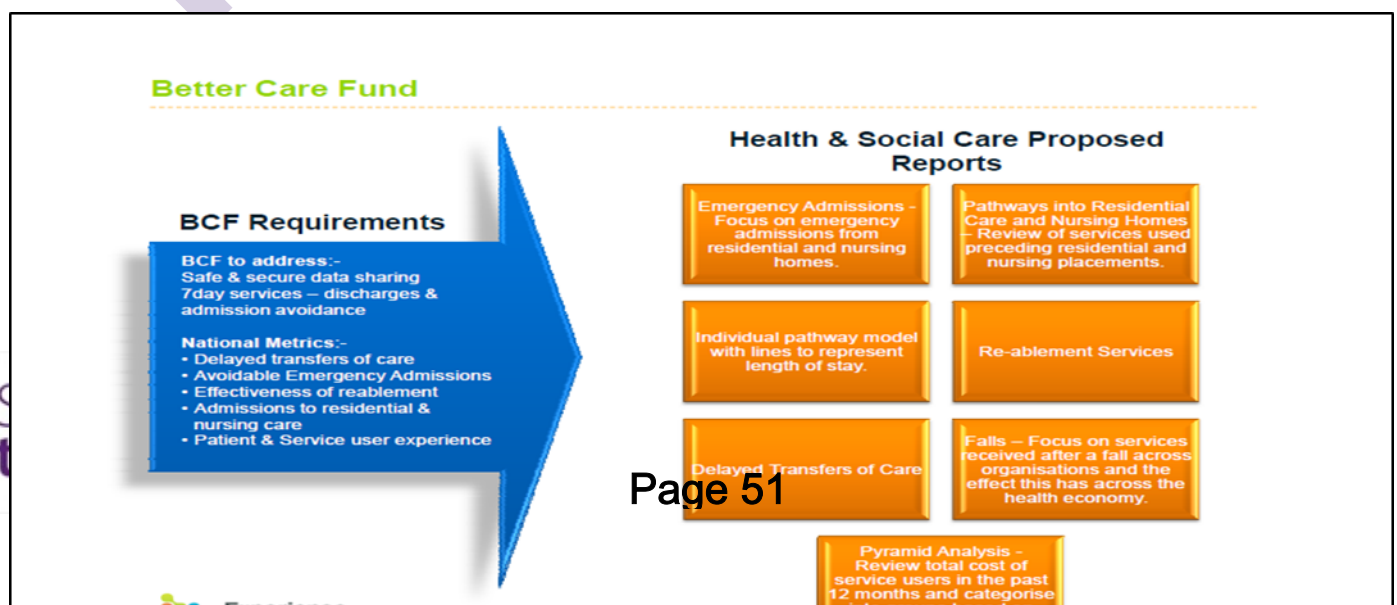 Better Care Fund
BCF Requirements
BCF to address:-
Safe & secure data sharing
7day services – discharges &
admission avoidance
National Metrics:-
• Delayed transfers of care
• Avoidable Emergency Admissions
• Effectiveness of reablement
• Admissions to residential &
nursing care
• Patient & Service user experience
Health & Social Care Proposed
Reports
Emergency Admissions -
Focus on emergency
admissions from
residential and nursing
homes.
Pathways into Residential
Care and Nursing Homes
– Review of services used
preceding residential and
nursing placements.
Individual pathway model
with lines to represent
length of stay.
Re-ablement Services
Delayed Transfers of Care
Falls – Focus on services
received after a fall across
organisations and the
effect this has across the
health economy.
Page 51
Pyramid Analysis -
Review total cost of
service users in the past
12 months and categorise